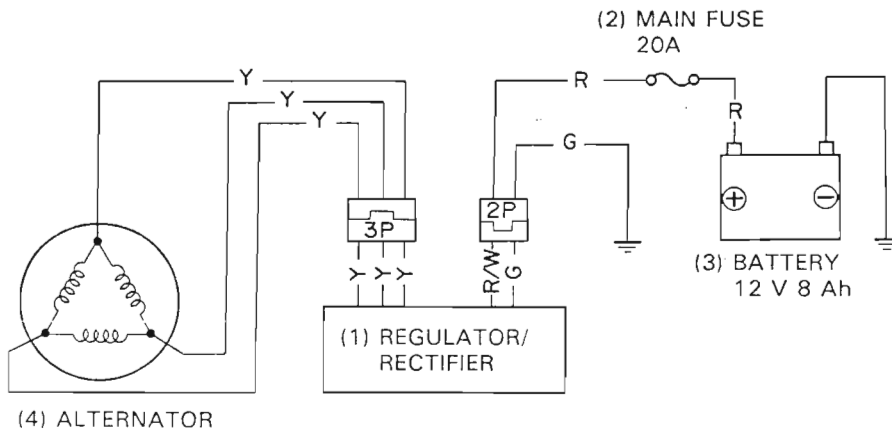 (2) MAIN FUSE
20A
Y
Y
Y
R
R
G
3P
2P
+
−
Y
Y
Y
R/W
G
(1) REGULATOR/
RECTIFIER
(3) BATTERY
12 V 8 Ah
(4) ALTERNATOR